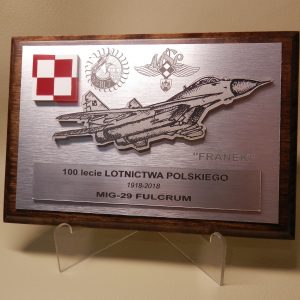 "FRANEK"
100 lecie LOTNICTWA POLSKIEGO
1918-2018
MIG-29 FULCRUM